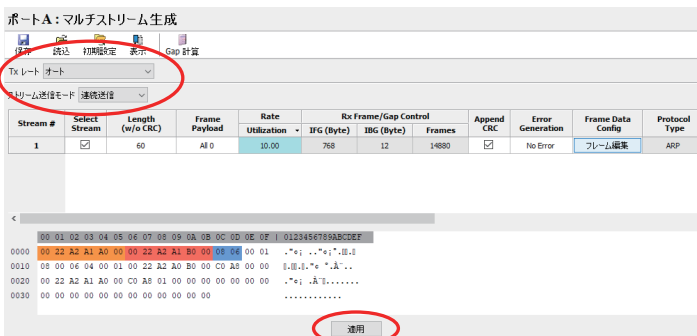 ポートA:マルチストリーム生成
保存 読込 初期設定 表示 Gap 計算
Tx レート オート
ストリーム送信モード 連続送信
Stream # Select Stream Length (w/o CRC) Frame Payload Rate Utilization Rx Frame/Gap Control IFG (Byte) IBG (Byte) Frames Append CRC Error Generation Frame Data Config Protocol Type
1 60 All 0 10.00 768 12 14880 No Error フレーム編集 ARP
00 01 02 03 04 05 06 07 08 09 0A 0B 0C 0D 0E 0F | 0123456789ABCDEF
0000 00 22 A2 A1 A0 00 00 22 A2 A1 B0 00 08 06 00 01
0010 08 00 06 04 00 01 00 22 A2 A0 B0 00 C0 A8 00 00
0020 00 22 A2 A1 A0 00 C0 A8 01 00 00 00 00 00 00 00
0030 00 00 00 00 00 00 00 00 00 00 00 00 ............
適用